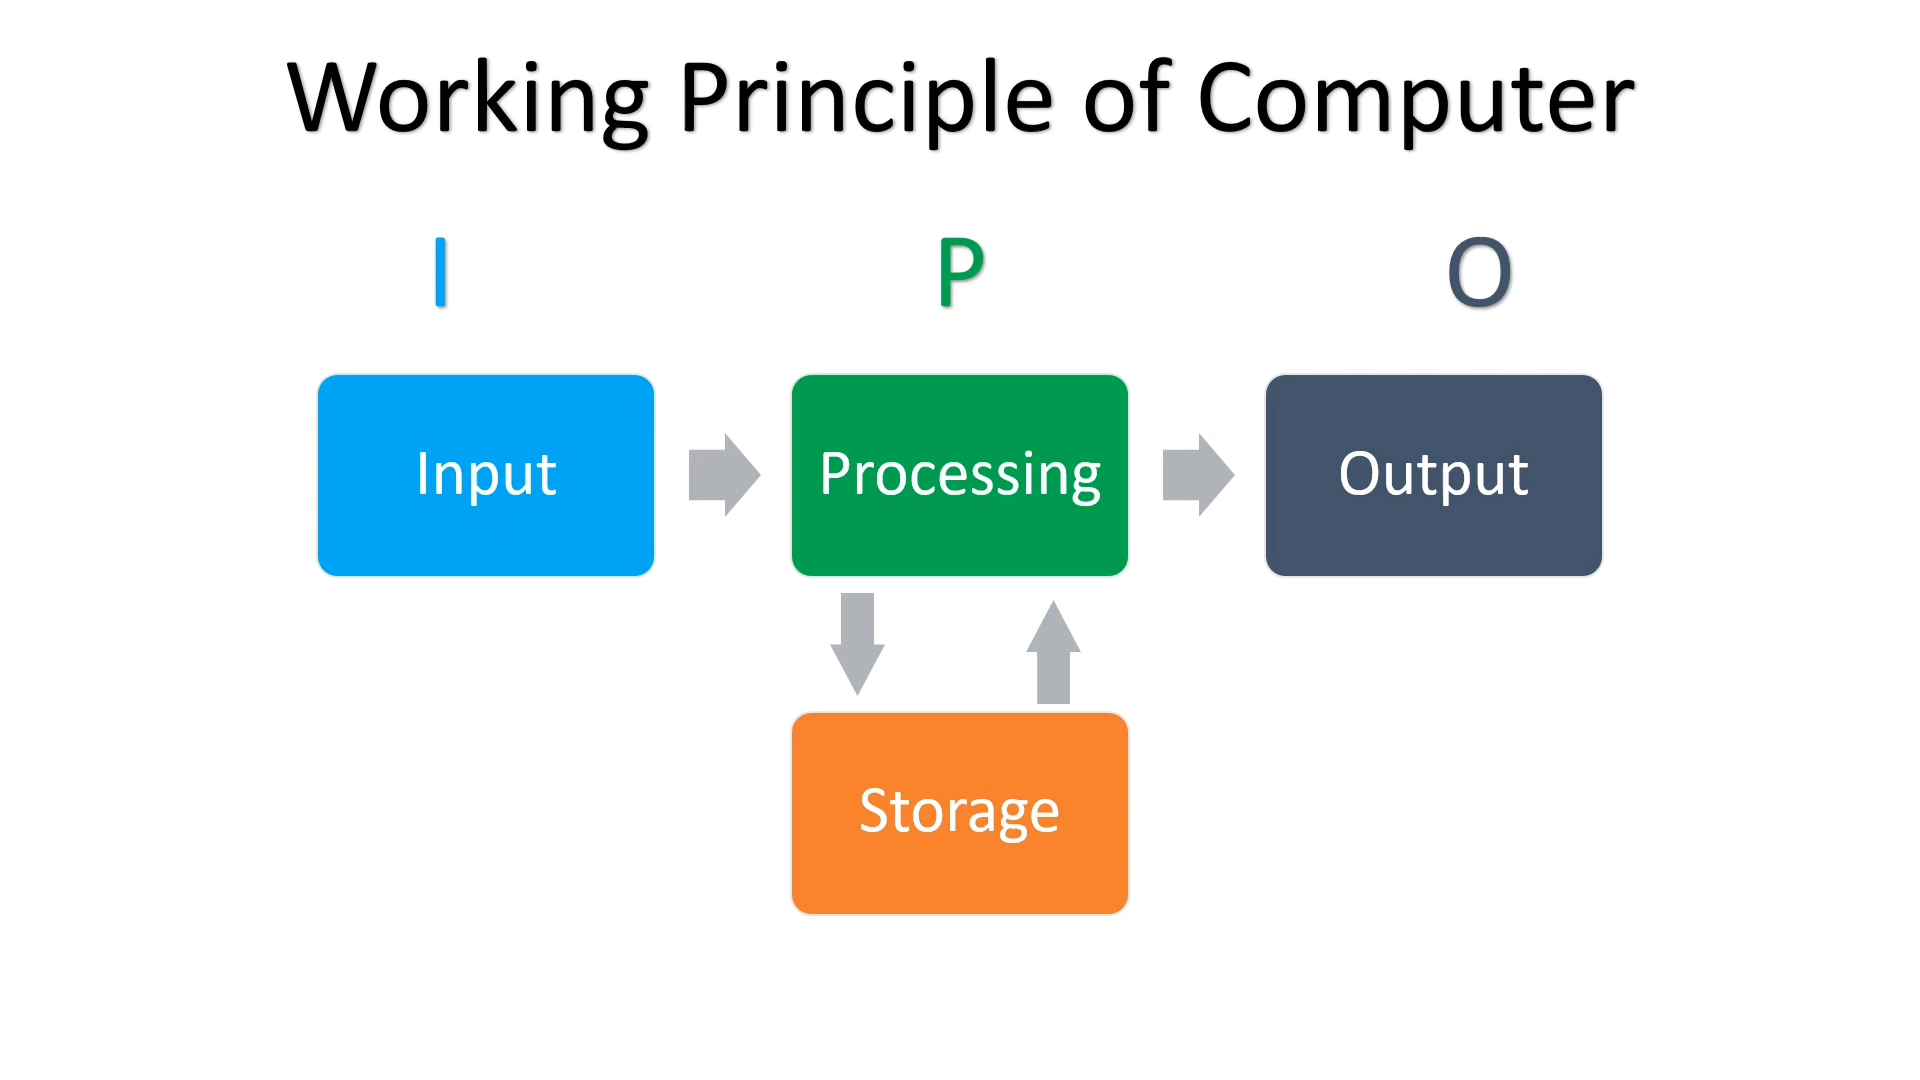 Working Principle of Computer
I P O
Input Processing Output
Storage